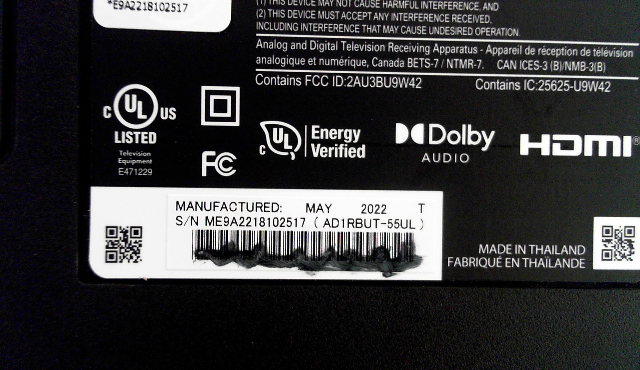 *E9A2218102517
(1) THIS DEVICE MAY NOT CAUSE HARMFUL INTERFERENCE, AND
(2) THIS DEVICE MUST ACCEPT ANY INTERFERENCE RECEIVED,
INCLUDING INTERFERENCE THAT MAY CAUSE UNDESIRED OPERATION.
Analog and Digital Television Receiving Apparatus - Appareil de réception de télévision
analogique et numérique, Canada BETS-7 / NTMR-7. CAN ICES-3 (B)/NMB-3(B)
Contains FCC ID:2AU3BU9W42 Contains IC:25625-U9W42
C UL US
LISTED
Television
Equipment
E471229
FC
C UL Energy
Verified
Dolby
AUDIO
HDMI®
MANUFACTURED: MAY 2022 T
S/N ME9A2218102517 ( AD1RBUT-55UL )
MADE IN THAILAND
FABRIQUÉ EN THAÏLANDE